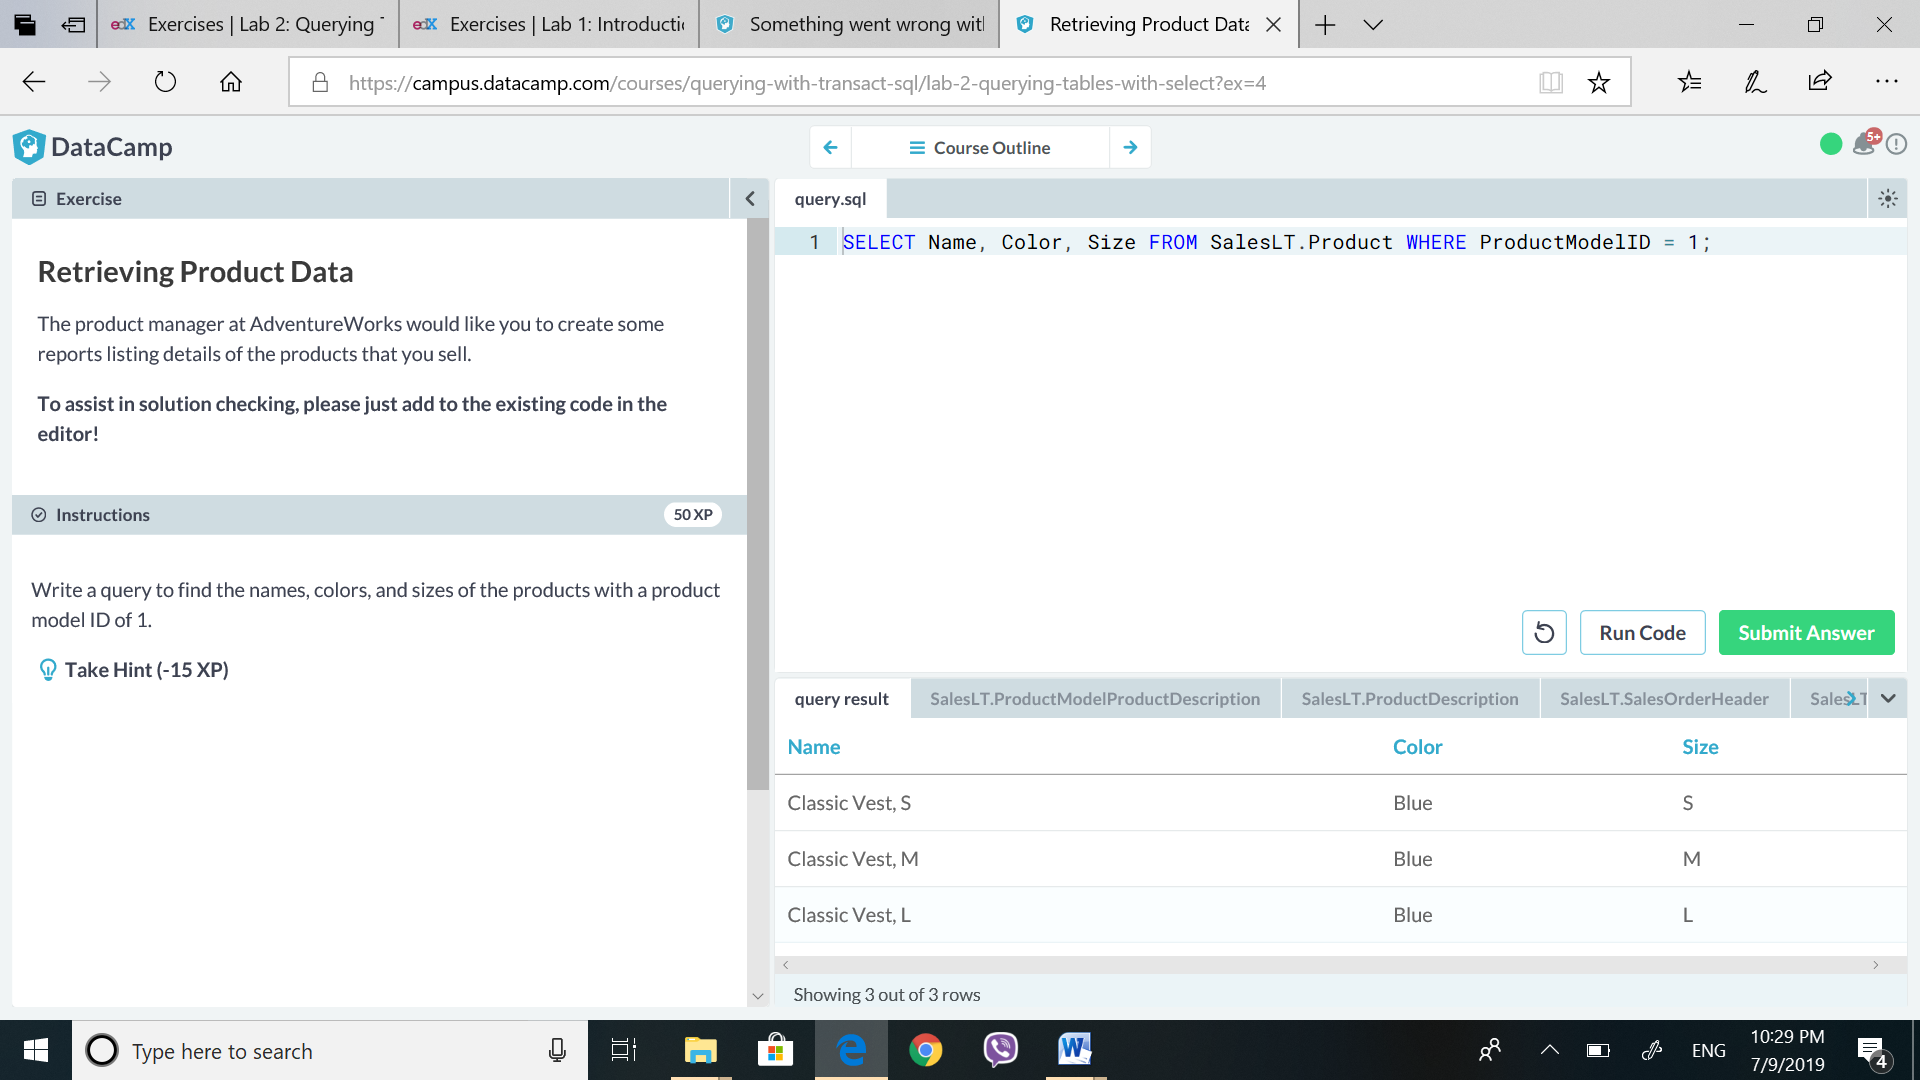 edX Exercises | Lab 2: Querying
edX Exercises | Lab 1: Introducti
Something went wrong wit
Retrieving Product Data
https://campus.datacamp.com/courses/querying-with-transact-sql/lab-2-querying-tables-with-select?ex=4
DataCamp
Course Outline
5+
Exercise
Retrieving Product Data
The product manager at AdventureWorks would like you to create some
reports listing details of the products that you sell.
To assist in solution checking, please just add to the existing code in the
editor!
Instructions
50 XP
Write a query to find the names, colors, and sizes of the products with a product
model ID of 1.
Take Hint (-15 XP)
query.sql
1 SELECT Name, Color, Size FROM SalesLT.Product WHERE ProductModelID = 1;
Run Code
Submit Answer
query result SalesLT.ProductModelProductDescription SalesLT.ProductDescription SalesLT.SalesOrderHeader
Name Color Size
Classic Vest, S Blue S
Classic Vest, M Blue M
Classic Vest, L Blue L
Showing 3 out of 3 rows
Type here to search
ENG
10:29 PM
7/9/2019
4